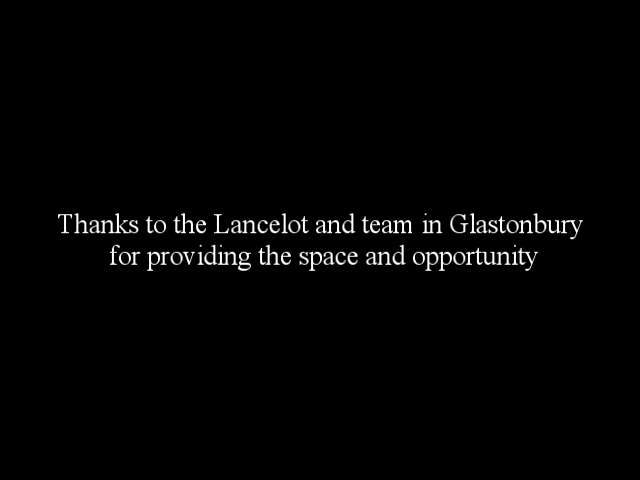 Thanks to the Lancelot and team in Glastonbury
for providing the space and opportunity